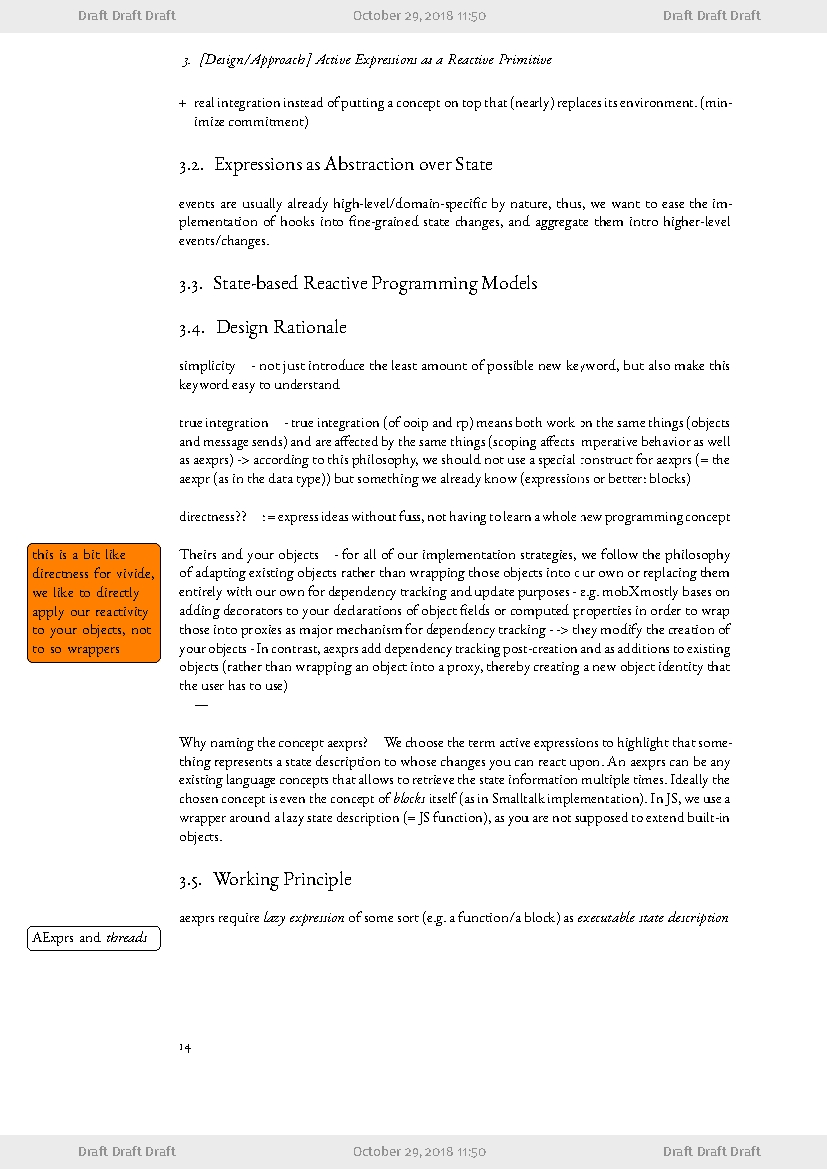 Draft Draft Draft October 29, 2018 11:50 Draft Draft Draft
3. [Design/Approach] Active Expressions as a Reactive Primitive
+ real integration instead of putting a concept on top that (nearly) replaces its environment. (min-
imize commitment)
3.2. Expressions as Abstraction over State
events are usually already high-level/domain-specific by nature, thus, we want to ease the im-
plementation of hooks into fine-grained state changes, and aggregate them intro higher-level
events/changes.
3.3. State-based Reactive Programming Models
3.4. Design Rationale
simplicity - not just introduce the least amount of possible new keyword, but also make this
keyword easy to understand
true integration - true integration (of ooip and rp) means both work on the same things (objects
and message sends) and are affected by the same things (scoping affects imperative behavior as well
as aexprs) -> according to this philosophy, we should not use a special construct for aexprs (= the
aexpr (as in the data type)) but something we already know (expressions or better: blocks)
directness?? := express ideas without fuss, not having to learn a whole new programming concept
this is a bit like
directness for vivide,
we like to directly
apply our reactivity
to your objects, not
to so wrappers
Theirs and your objects - for all of our implementation strategies, we follow the philosophy
of adapting existing objects rather than wrapping those objects into our own or replacing them
entirely with our own for dependency tracking and update purposes - e.g. mobX mostly bases on
adding decorators to your declarations of object fields or computed properties in order to wrap
those into proxies as major mechanism for dependency tracking - -> they modify the creation of
your objects - In contrast, aexprs add dependency tracking post-creation and as additions to existing
objects (rather than wrapping an object into a proxy, thereby creating a new object identity that
the user has to use)
—
Why naming the concept aexprs? We choose the term active expressions to highlight that some-
thing represents a state description to whose changes you can react upon. An aexprs can be any
existing language concepts that allows to retrieve the state information multiple times. Ideally the
chosen concept is even the concept of blocks itself (as in Smalltalk implementation). In JS, we use a
wrapper around a lazy state description (= JS function), as you are not supposed to extend built-in
objects.
3.5. Working Principle
aexprs require lazy expression of some sort (e.g. a function/a block) as executable state description
AExprs and threads
14
Draft Draft Draft October 29, 2018 11:50 Draft Draft Draft